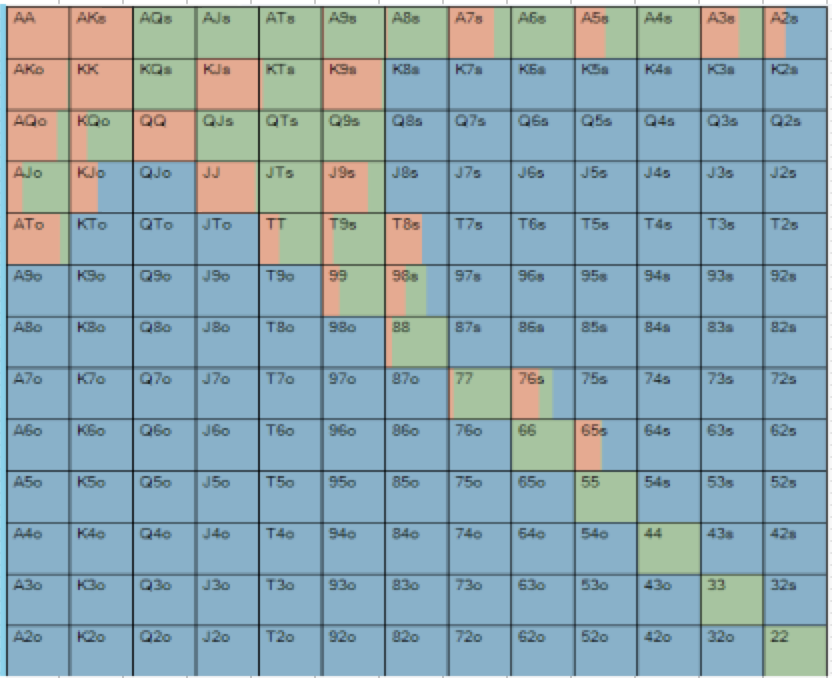 AA AKs AQs AJs ATs A9s A8s A7s A6s A5s A4s A3s A2s
AKo KK KQs KJs KTs K9s K8s K7s K6s K5s K4s K3s K2s
AQo KQo QQ QJs QTs Q9s Q8s Q7s Q6s Q5s Q4s Q3s Q2s
AJo KJo QJo JJ JTs J9s J8s J7s J6s J5s J4s J3s J2s
ATo KTo QTo JTo TT T9s T8s T7s T6s T5s T4s T3s T2s
A9o K9o Q9o J9o T9o 99 98s 97s 96s 95s 94s 93s 92s
A8o K8o Q8o J8o T8o 98o 88 87s 86s 85s 84s 83s 82s
A7o K7o Q7o J7o T7o 97o 87o 77 76s 75s 74s 73s 72s
A6o K6o Q6o J6o T6o 96o 86o 76o 66 65s 64s 63s 62s
A5o K5o Q5o J5o T5o 95o 85o 75o 65o 55 54s 53s 52s
A4o K4o Q4o J4o T4o 94o 84o 74o 64o 54o 44 43s 42s
A3o K3o Q3o J3o T3o 93o 83o 73o 63o 53o 43o 33 32s
A2o K2o Q2o J2o T2o 92o 82o 72o 62o 52o 42o 32o 22